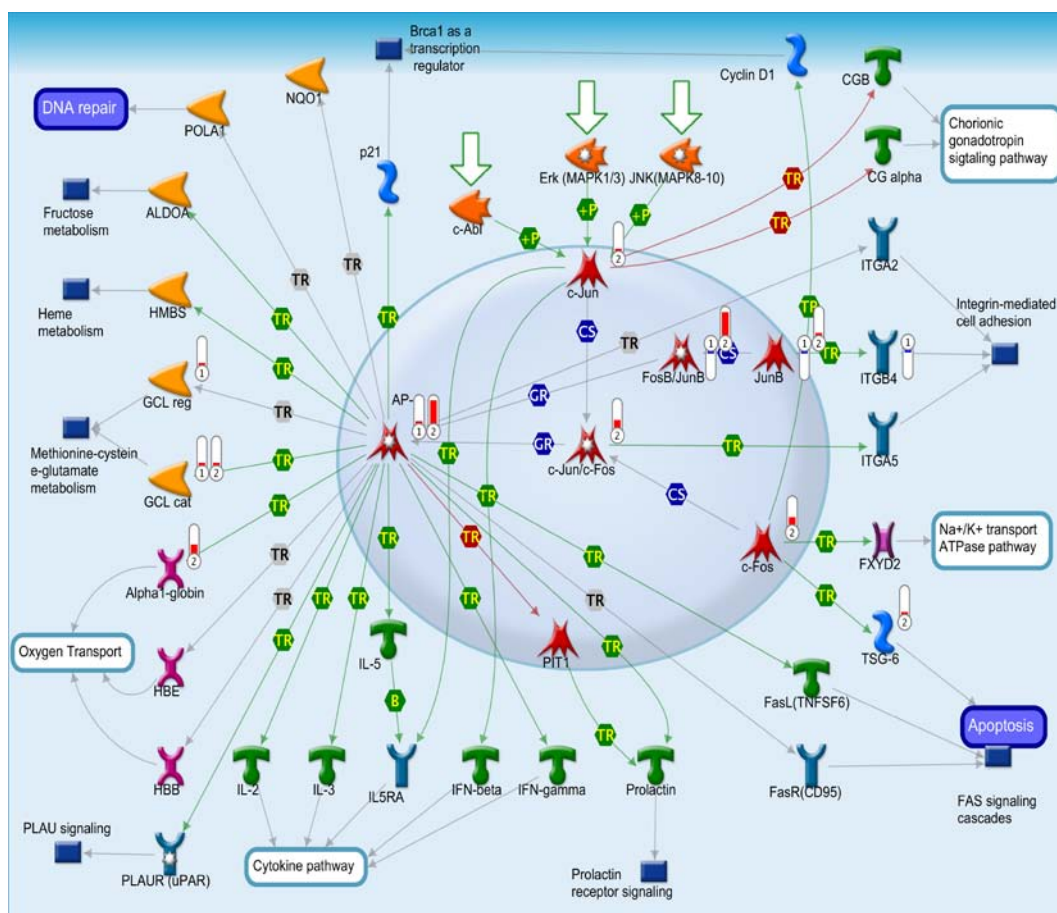 Brca1 as a
transcription
regulator
Cyclin D1
CGB
NQO1
DNA repair
POLA1
p21
Erk (MAPK1/3)
JNK(MAPK8-10)
Chorionic
gonadotropin
sigtaling pathway
CG alpha
TR
TR
c-Abl
+P
+P
+P
Fructose
metabolism
ALDOA
TR
TR
2
c-Jun
ITGA2
TR
TR
HMBS
Heme
metabolism
TR
CS
TR
1
2
CS
1
2
TR
1
Integrin-mediated
cell adhesion
FosB/JunB
JunB
ITGB4
TR
1
GCL reg
TR
AP-
1
2
GR
GR
2
c-Jun/c-Fos
TR
ITGA5
Methionine-cystein
e-glutamate
metabolism
1
2
GCL cat
TR
TR
TR
CS
TR
2
c-Fos
TR
FXYD2
Na+/K+ transport
ATPase pathway
2
Alpha1-globin
TR
TR
TR
TR
TR
TR
TR
TR
TR
TR
2
TSG-6
Oxygen Transport
HBE
TR
IL-5
PIT1
TR
FasL(TNFSF6)
B
TR
Apoptosis
HBB
IL-2
IL-3
IL5RA
IFN-beta
IFN-gamma
Prolactin
FasR(CD95)
FAS signaling
cascades
PLAU signaling
PLAUR (uPAR)
Cytokine pathway
Prolactin
receptor signaling